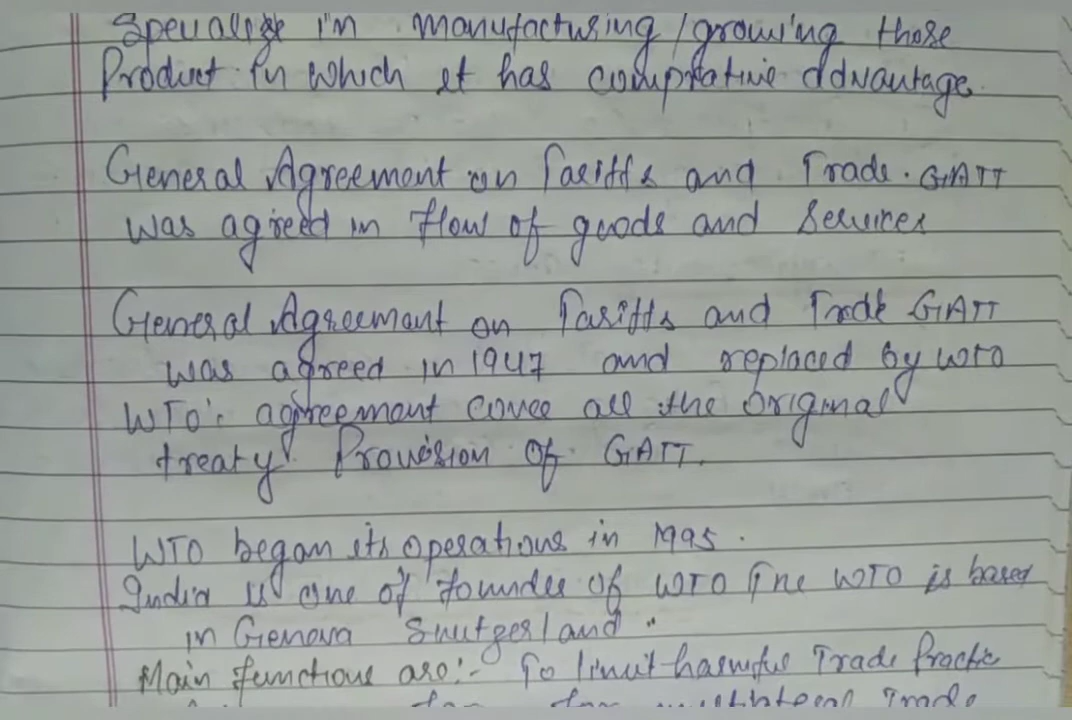 Specualise in manufacturing /growing those
Product in which it has comprative advantage.
General Agreement on Tariffs and Trade. GATT
was agreed in flow of goods and Services
General Agreement on Tariffs and Trade GATT
was agreed in 1947 and replaced by WTO
WTO's agreement cover all the original
treaty Provision of GATT.
WTO began its operations in 1995.
India is one of founder of WTO The WTO is based
in Geneva Swutzerland.
Main functions are:- To limit harmful Trade Practic
Trade